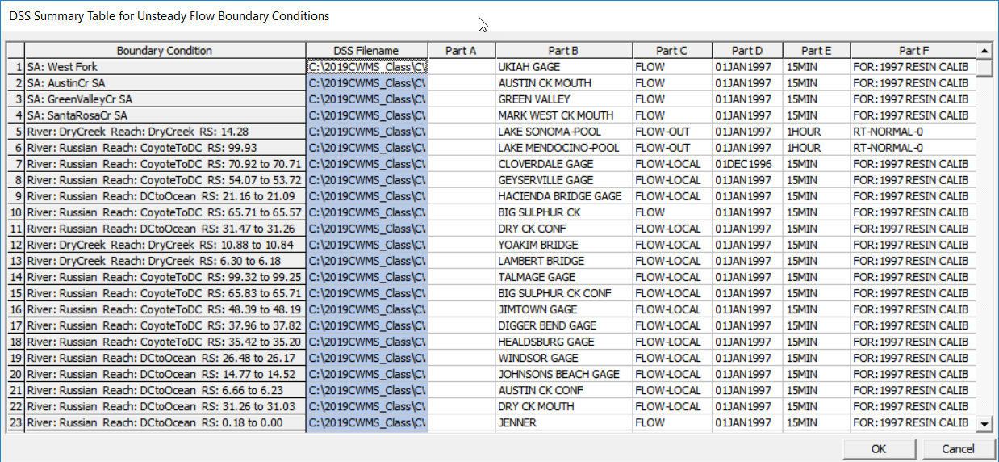 DSS Summary Table for Unsteady Flow Boundary Conditions
Boundary Condition DSS Filename Part A Part B Part C Part D Part E Part F
1 SA: West Fork C:\2019CWMS_Class\CW UKIAH GAGE FLOW 01JAN1997 15MIN FOR:1997 RESIN CALIB
2 SA: AustinCr SA C:\2019CWMS_Class\CW AUSTIN CK MOUTH FLOW 01JAN1997 15MIN FOR:1997 RESIN CALIB
3 SA: GreenValleyCr SA C:\2019CWMS_Class\CW GREEN VALLEY FLOW 01JAN1997 15MIN FOR:1997 RESIN CALIB
4 SA: SantaRosaCr SA C:\2019CWMS_Class\CW MARK WEST CK MOUTH FLOW 01JAN1997 15MIN FOR:1997 RESIN CALIB
5 River: DryCreek Reach: DryCreek RS: 14.28 C:\2019CWMS_Class\CW LAKE SONOMA-POOL FLOW-OUT 01JAN1997 1HOUR RT-NORMAL-0
6 River: Russian Reach: CoyoteToDC RS: 99.93 C:\2019CWMS_Class\CW LAKE MENDOCINO-POOL FLOW-OUT 01JAN1997 1HOUR RT-NORMAL-0
7 River: Russian Reach: CoyoteToDC RS: 70.92 to 70.71 C:\2019CWMS_Class\CW CLOVERDALE GAGE FLOW-LOCAL 01DEC1996 15MIN FOR:1997 RESIN CALIB
8 River: Russian Reach: CoyoteToDC RS: 54.07 to 53.72 C:\2019CWMS_Class\CW GEYSERVILLE GAGE FLOW-LOCAL 01JAN1997 15MIN FOR:1997 RESIN CALIB
9 River: Russian Reach: DCtoOcean RS: 21.16 to 21.09 C:\2019CWMS_Class\CW HACIENDA BRIDGE GAGE FLOW-LOCAL 01JAN1997 15MIN FOR:1997 RESIN CALIB
10 River: Russian Reach: CoyoteToDC RS: 65.71 to 65.57 C:\2019CWMS_Class\CW BIG SULPHUR CK FLOW 01JAN1997 15MIN FOR:1997 RESIN CALIB
11 River: Russian Reach: DCtoOcean RS: 31.47 to 31.26 C:\2019CWMS_Class\CW DRY CK CONF FLOW-LOCAL 01JAN1997 15MIN FOR:1997 RESIN CALIB
12 River: DryCreek Reach: DryCreek RS: 10.88 to 10.84 C:\2019CWMS_Class\CW YOAKIM BRIDGE FLOW-LOCAL 01JAN1997 15MIN FOR:1997 RESIN CALIB
13 River: DryCreek Reach: DryCreek RS: 6.30 to 6.18 C:\2019CWMS_Class\CW LAMBERT BRIDGE FLOW-LOCAL 01JAN1997 15MIN FOR:1997 RESIN CALIB
14 River: Russian Reach: CoyoteToDC RS: 99.32 to 99.25 C:\2019CWMS_Class\CW TALMAGE GAGE FLOW-LOCAL 01JAN1997 15MIN FOR:1997 RESIN CALIB
15 River: Russian Reach: CoyoteToDC RS: 65.83 to 65.71 C:\2019CWMS_Class\CW BIG SULPHUR CK CONF FLOW-LOCAL 01JAN1997 15MIN FOR:1997 RESIN CALIB
16 River: Russian Reach: CoyoteToDC RS: 48.39 to 48.19 C:\2019CWMS_Class\CW JIMTOWN GAGE FLOW-LOCAL 01JAN1997 15MIN FOR:1997 RESIN CALIB
17 River: Russian Reach: CoyoteToDC RS: 37.96 to 37.82 C:\2019CWMS_Class\CW DIGGER BEND GAGE FLOW-LOCAL 01JAN1997 15MIN FOR:1997 RESIN CALIB
18 River: Russian Reach: CoyoteToDC RS: 35.42 to 35.20 C:\2019CWMS_Class\CW HEALDSBURG GAGE FLOW-LOCAL 01JAN1997 15MIN FOR:1997 RESIN CALIB
19 River: Russian Reach: DCtoOcean RS: 26.48 to 26.17 C:\2019CWMS_Class\CW WINDSOR GAGE FLOW-LOCAL 01JAN1997 15MIN FOR:1997 RESIN CALIB
20 River: Russian Reach: DCtoOcean RS: 14.77 to 14.52 C:\2019CWMS_Class\CW JOHNSONS BEACH GAGE FLOW-LOCAL 01JAN1997 15MIN FOR:1997 RESIN CALIB
21 River: Russian Reach: DCtoOcean RS: 6.66 to 6.23 C:\2019CWMS_Class\CW AUSTIN CK CONF FLOW-LOCAL 01JAN1997 15MIN FOR:1997 RESIN CALIB
22 River: Russian Reach: DCtoOcean RS: 31.26 to 31.03 C:\2019CWMS_Class\CW DRY CK MOUTH FLOW-LOCAL 01JAN1997 15MIN FOR:1997 RESIN CALIB
23 River: Russian Reach: DCtoOcean RS: 0.18 to 0.00 C:\2019CWMS_Class\CW JENNER FLOW 01JAN1997 15MIN FOR:1997 RESIN CALIB
OK Cancel